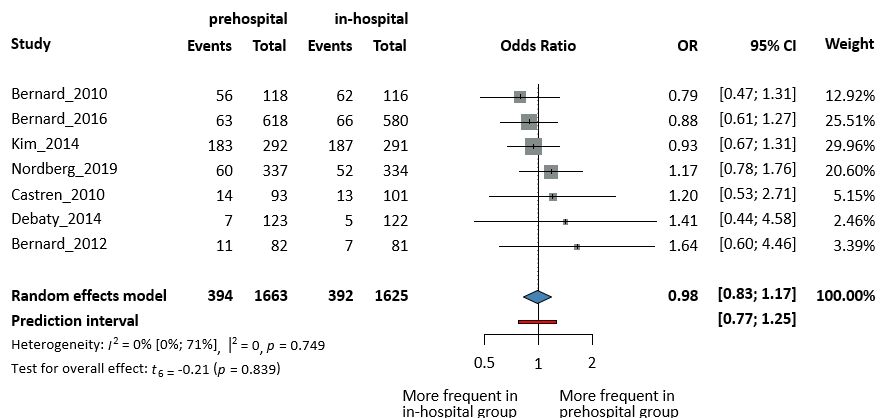 prehospital in-hospital
Study Events Total Events Total Odds Ratio OR 95% CI Weight
Bernard_2010 56 118 62 116 0.79 [0.47; 1.31] 12.92%
Bernard_2016 63 618 66 580 0.88 [0.61; 1.27] 25.51%
Kim_2014 183 292 187 291 0.93 [0.67; 1.31] 29.96%
Nordberg_2019 60 337 52 334 1.17 [0.78; 1.76] 20.60%
Castren_2010 14 93 13 101 1.20 [0.53; 2.71] 5.15%
Debaty_2014 7 123 5 122 1.41 [0.44; 4.58] 2.46%
Bernard_2012 11 82 7 81 1.64 [0.60; 4.46] 3.39%
Random effects model 394 1663 392 1625 0.98 [0.83; 1.17] 100.00%
Prediction interval [0.77; 1.25]
Heterogeneity: I² = 0% [0%; 71%], |² = 0, p = 0.749
Test for overall effect: t₆ = -0.21 (p = 0.839)
0.5 1 2
More frequent in More frequent in
in-hospital group prehospital group